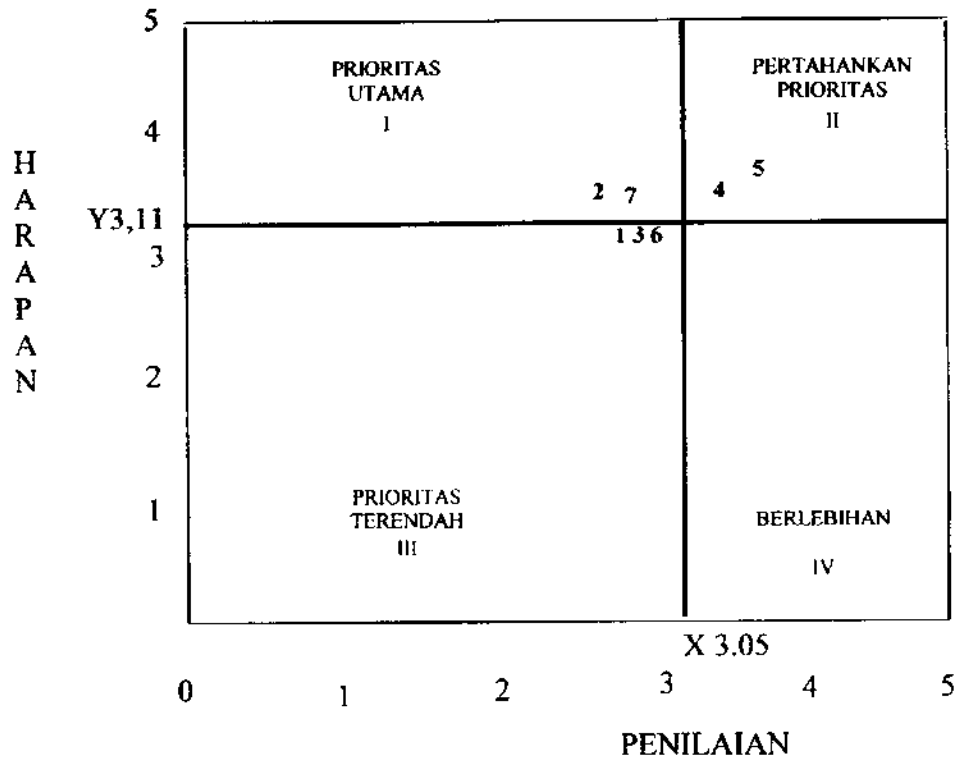 5
PRIORITAS
UTAMA
I
PERTAHANKAN
PRIORITAS
II
4
H
A
R
A
P
A
N
5
2 7
4
Y3,11
1 3 6
3
2
1
PRIORITAS
TERENDAH
III
BERLEBIHAN
IV
X 3.05
0 1 2 3 4 5
PENILAIAN